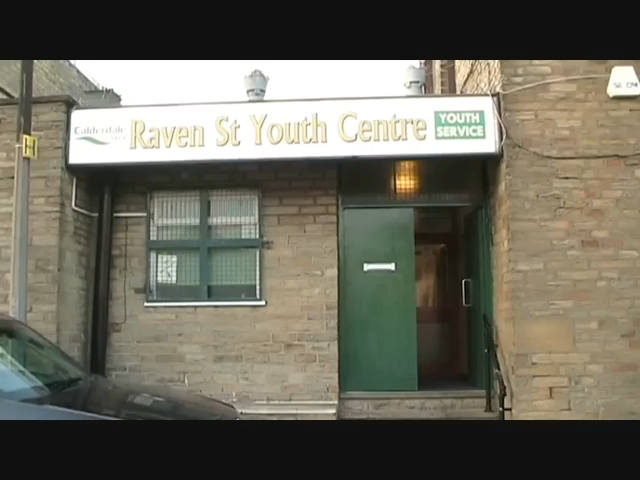 Calderdale
Raven St Youth Centre
YOUTH
SERVICE
H